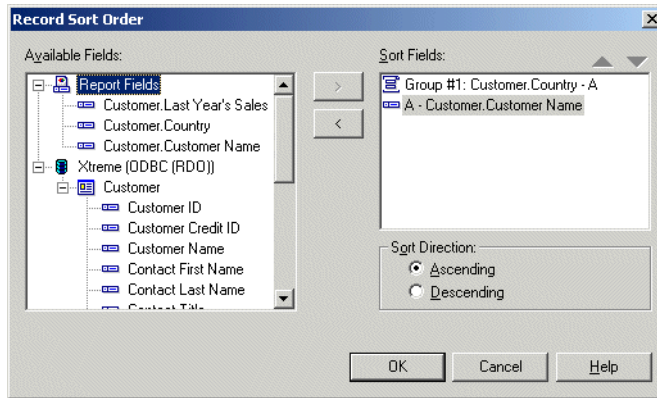 Record Sort Order
Available Fields:
Report Fields
Customer.Last Year's Sales
Customer.Country
Customer.Customer Name
Xtreme (ODBC (RDO))
Customer
Customer ID
Customer Credit ID
Customer Name
Contact First Name
Contact Last Name
Contact Title
>
<
Sort Fields:
Group #1: Customer.Country - A
A - Customer.Customer Name
Sort Direction:
Ascending
Descending
OK
Cancel
Help